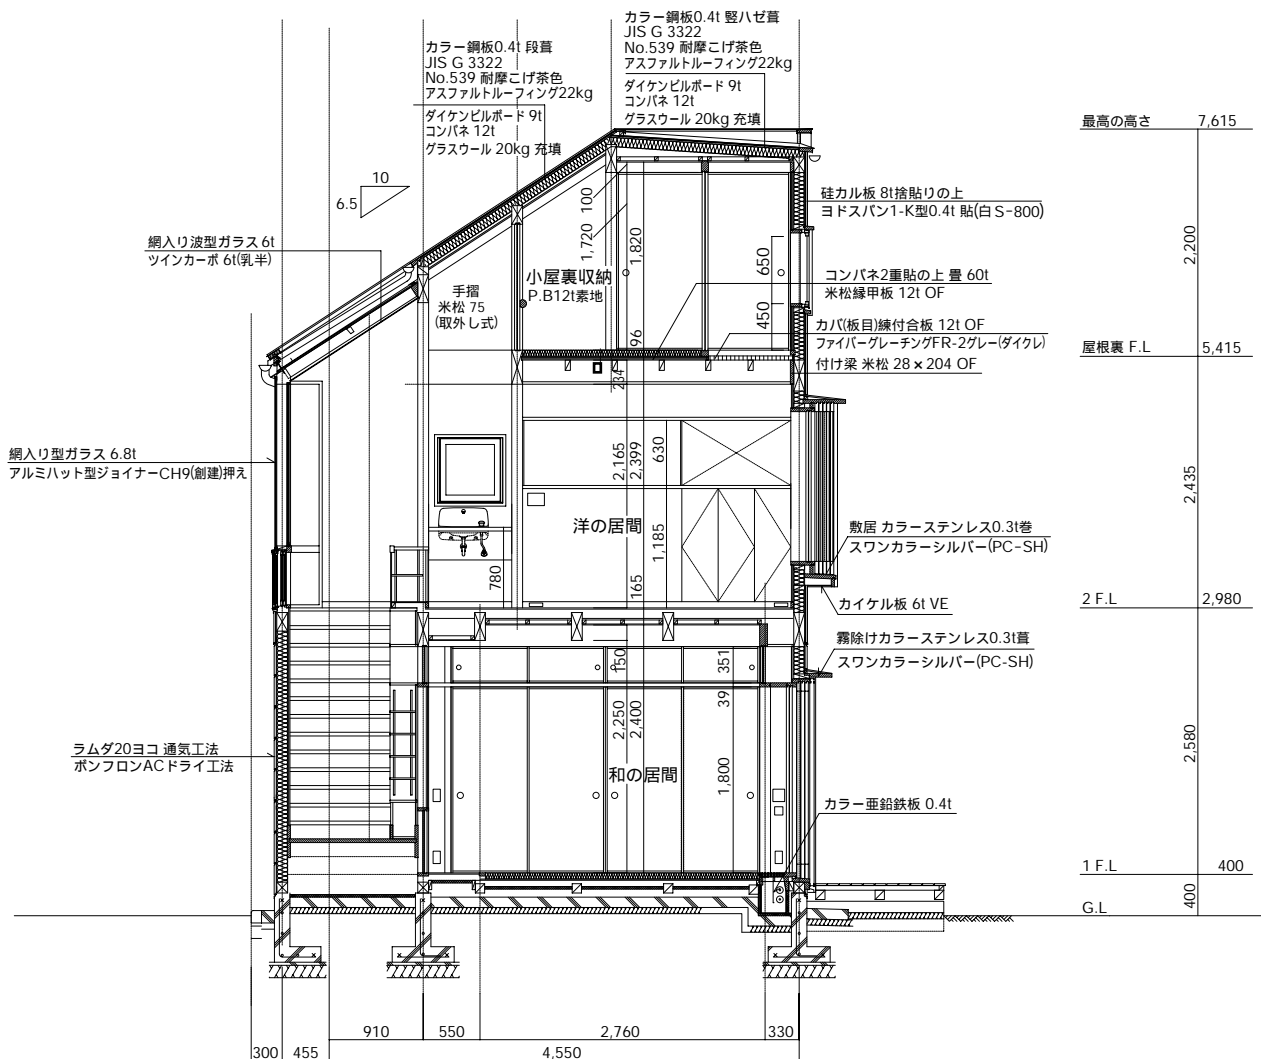 カラー鋼板0.4t 段葺
JIS G 3322
No.539 耐摩こげ茶色
アスファルトルーフィング22kg
ダイケンビルボード 9t
コンパネ 12t
グラスウール 20kg 充填
カラー鋼板0.4t 竪ハゼ葺
JIS G 3322
No.539 耐摩こげ茶色
アスファルトルーフィング22kg
ダイケンビルボード 9t
コンパネ 12t
グラスウール 20kg 充填
最高の高さ 7,615
10
6.5
網入り波型ガラス 6t
ツインカーボ 6t(乳半)
手摺
米松 75
(取外し式)
小屋裏収納
P.B12t素地
1,720 100
1,820
96
234
650
450
硅カル板 8t捨貼りの上
ヨドスパン1-K型0.4t 貼(白S-800)
2,200
コンパネ2重貼の上 畳 60t
米松縁甲板 12t OF
カバ(板目)練付合板 12t OF
ファイバーグレーチングFR-2グレー(ダイクレ)
付け梁 米松 28×204 OF
屋根裏 F.L 5,415
網入り型ガラス 6.8t
アルミハット型ジョイナーCH9(創建)押え
2,165
2,399
630
洋の居間
1,185
780
165
2,435
敷居 カラーステンレス0.3t巻
スワンカラーシルバー(PC-SH)
カイケル板 6t VE
2 F.L 2,980
霧除けカラーステンレス0.3t葺
スワンカラーシルバー(PC-SH)
150
351
39
2,250
2,400
和の居間
1,800
2,580
ラムダ20ヨコ 通気工法
ボンフロンACドライ工法
カラー亜鉛鉄板 0.4t
1 F.L 400
400
G.L
910
550
2,760
330
300
455
4,550